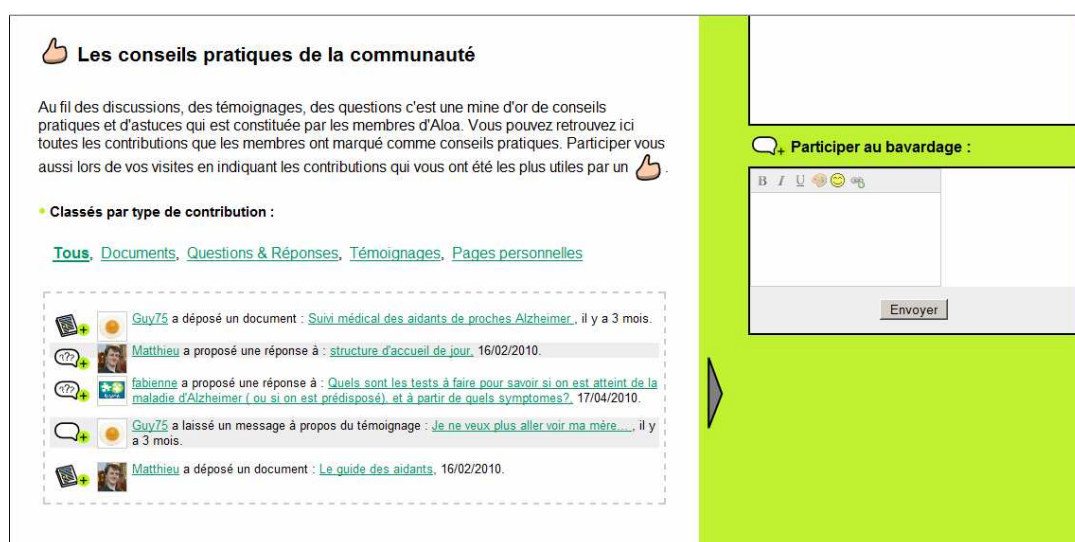 Les conseils pratiques de la communauté
Au fil des discussions, des témoignages, des questions c'est une mine d'or de conseils
pratiques et d'astuces qui est constituée par les membres d'Aloa. Vous pouvez retrouvez ici
toutes les contributions que les membres ont marqué comme conseils pratiques. Participer vous
aussi lors de vos visites en indiquant les contributions qui vous ont été les plus utiles par un .
Classés par type de contribution :
Tous, Documents, Questions & Réponses, Témoignages, Pages personnelles
Guy75 a déposé un document : Suivi médical des aidants de proches Alzheimer , il y a 3 mois.
Matthieu a proposé une réponse à : structure d'accueil de jour, 16/02/2010.
fabienne a proposé une réponse à : Quels sont les tests à faire pour savoir si on est atteint de la
maladie d'Alzheimer ( ou si on est prédisposé), et à partir de quels symptomes?, 17/04/2010.
Guy75 a laissé un message à propos du témoignage : Je ne veux plus aller voir ma mère... , il y
a 3 mois.
Matthieu a déposé un document : Le guide des aidants, 16/02/2010.
Participer au bavardage :
B I U
Envoyer